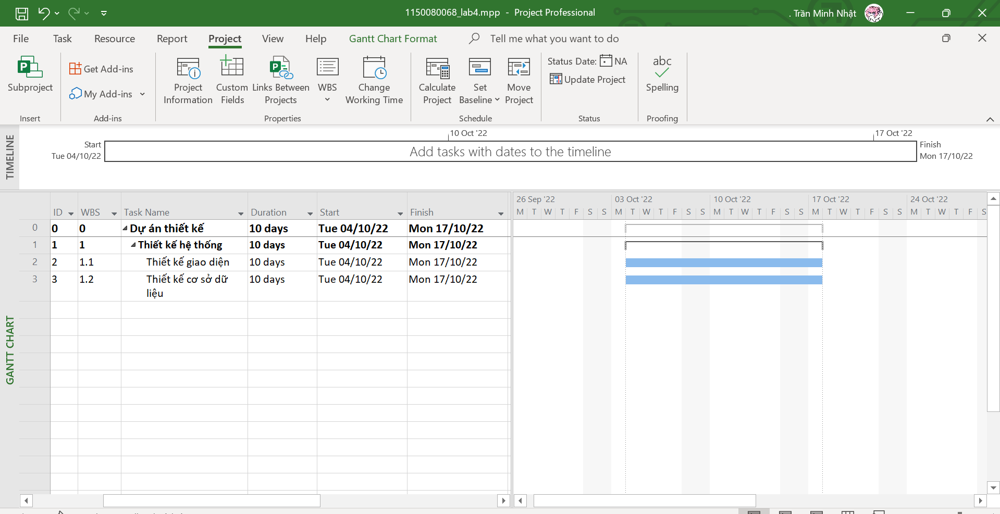 1150080068_lab4.mpp - Project Professional
. Trần Minh Nhật
File Task Resource Report Project View Help Gantt Chart Format Tell me what you want to do
Subproject
Get Add-ins
My Add-ins
Project Information
Custom Fields
Links Between Projects
WBS
Change Working Time
Calculate Project
Set Baseline
Move Project
Status Date: NA
Update Project
abc
Spelling
Insert Add-ins Properties Schedule Status Proofing
TIMELINE
10 Oct '22 17 Oct '22
Start
Tue 04/10/22
Add tasks with dates to the timeline
Finish
Mon 17/10/22
GANTT CHART
26 Sep '22 03 Oct '22 10 Oct '22 17 Oct '22 24 Oct '22
ID WBS Task Name Duration Start Finish
M T W T F S S M T W T F S S M T W T F S S M T W T F S S M T W T F S
0 0 0 Dự án thiết kế 10 days Tue 04/10/22 Mon 17/10/22
1 1 1 Thiết kế hệ thống 10 days Tue 04/10/22 Mon 17/10/22
2 2 1.1 Thiết kế giao diện 10 days Tue 04/10/22 Mon 17/10/22
3 3 1.2 Thiết kế cơ sở dữ 10 days Tue 04/10/22 Mon 17/10/22
liệu